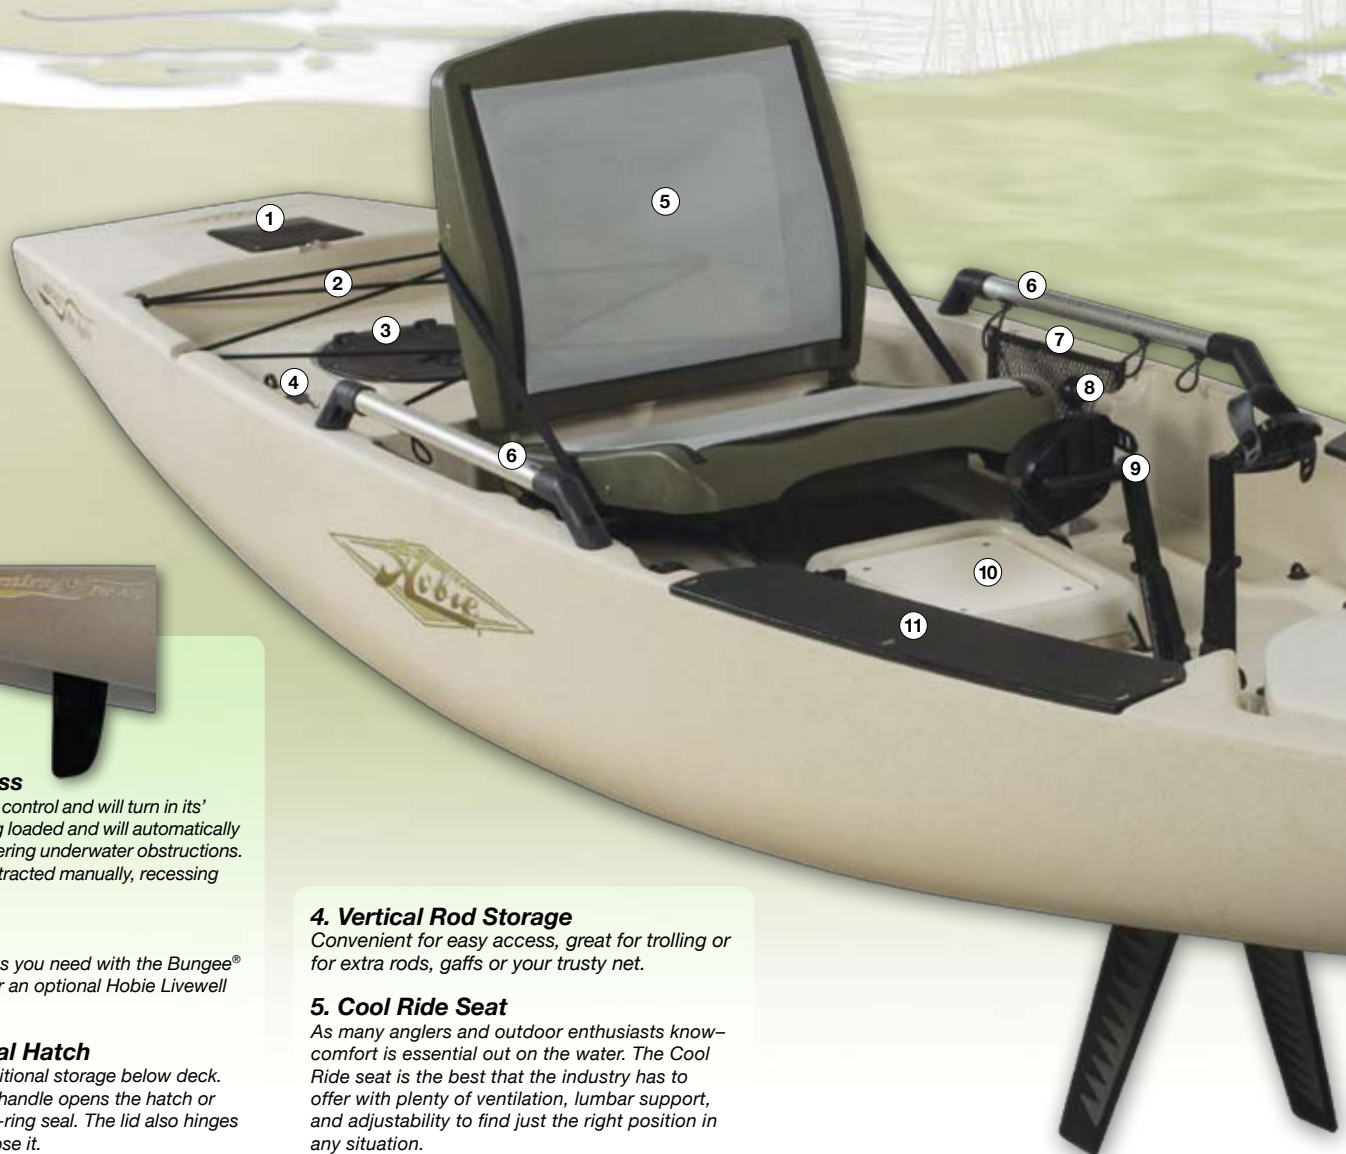 1
2
3
4
5
6
6
7
8
9
10
11
Hobie
ss
control and will turn in its’
g loaded and will automatically
ering underwater obstructions.
tracted manually, recessing
s you need with the Bungee®
r an optional Hobie Livewell
al Hatch
itional storage below deck.
handle opens the hatch or
-ring seal. The lid also hinges
ose it.
4. Vertical Rod Storage
Convenient for easy access, great for trolling or
for extra rods, gaffs or your trusty net.
5. Cool Ride Seat
As many anglers and outdoor enthusiasts know–
comfort is essential out on the water. The Cool
Ride seat is the best that the industry has to
offer with plenty of ventilation, lumbar support,
and adjustability to find just the right position in
any situation.